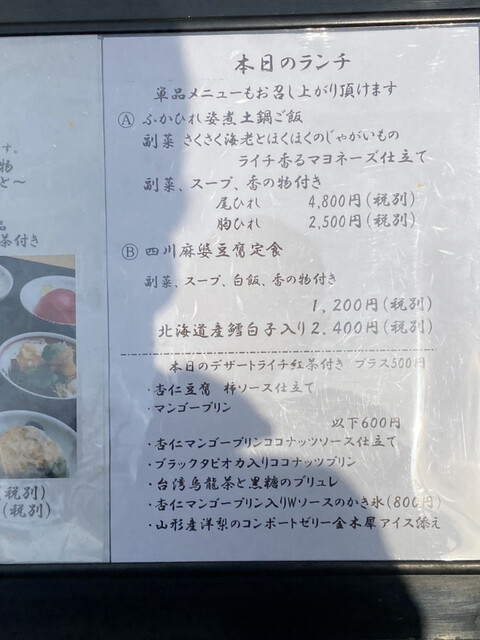 す。
物
と〜
品
茶付き
税別)
(税別)
本日のランチ
単品メニューもお召し上がり頂けます
Ⓐ ふかひれ姿煮土鍋ご飯
副菜 さくさく海老とほくほくのじゃがいもの
ライチ香るマヨネーズ仕立て
副菜、スープ、香の物付き
尾ひれ 4,800円(税別)
胸ひれ 2,500円(税別)
Ⓑ 四川麻婆豆腐定食
副菜、スープ、白飯、香の物付き
1,200円(税別)
北海道産鱈白子入り2,400円(税別)
本日のデザートライチ紅茶付き プラス500円
・杏仁豆腐 柿ソース仕立て
・マンゴープリン
以下600円
・杏仁マンゴープリンココナッツソース仕立て
・ブラックタピオカ入りココナッツプリン
・台湾烏龍茶と黒糖のブリュレ
・杏仁マンゴープリン入りWソースのかき氷(800円)
・山形産洋梨のコンポートゼリー金木犀アイス添え